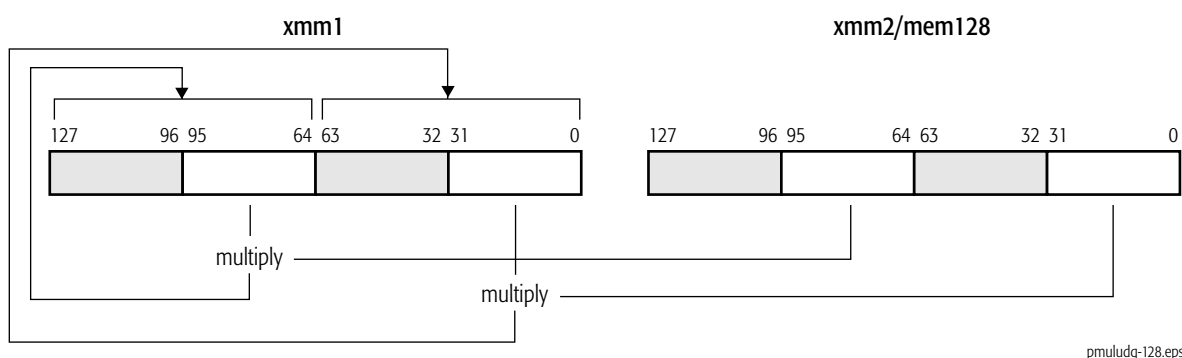 xmm1 xmm2/mem128
127 96 95 64 63 32 31 0 127 96 95 64 63 32 31 0
multiply
multiply
pmuludq-128.eps